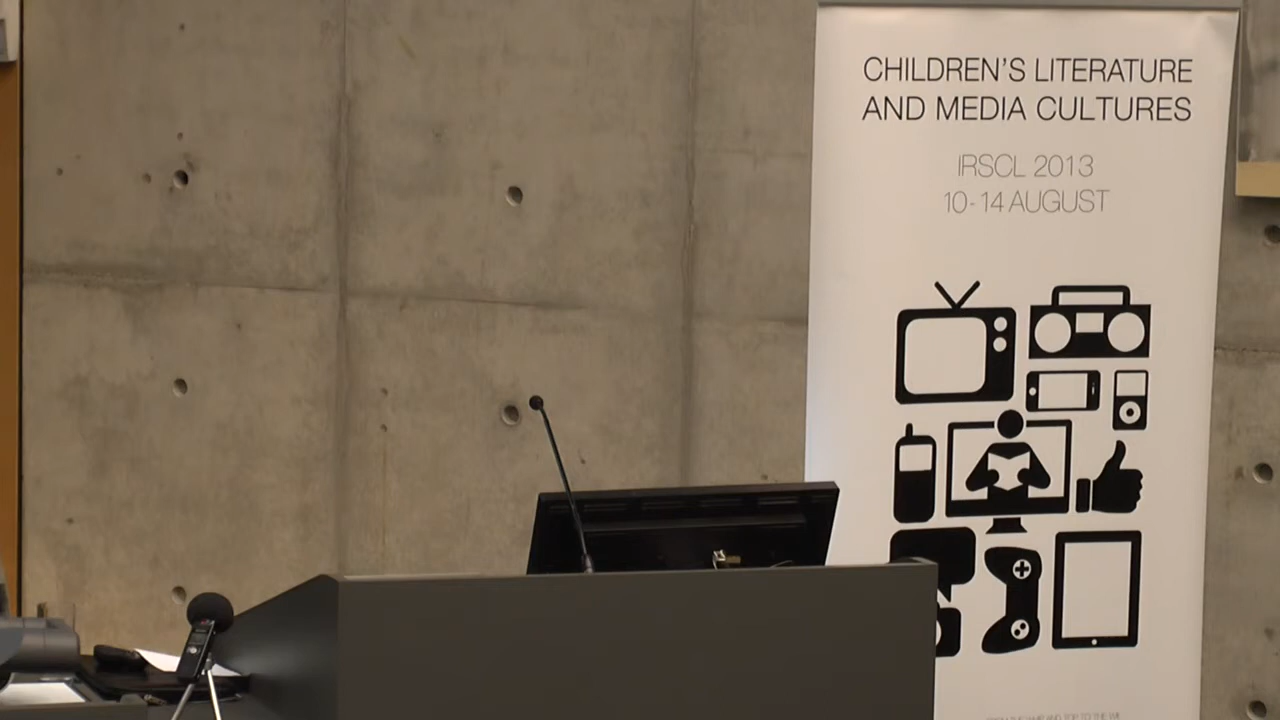 CHILDREN'S LITERATURE
AND MEDIA CULTURES
IRSCL 2013
10-14 AUGUST